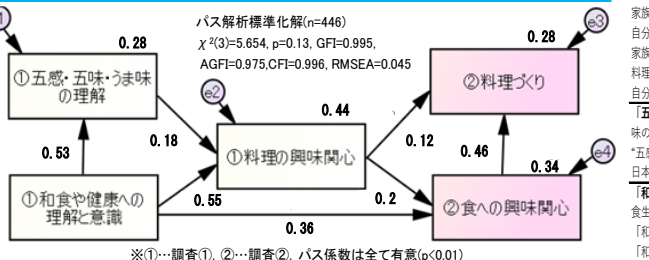 パス解析標準化解(n=446)
χ²(3)=5.654, p=0.13, GFI=0.995,
AGFI=0.975,CFI=0.996, RMSEA=0.045
0.28
①五感・五味・うま味
の理解
e2
0.44
①料理の興味関心
0.18
0.53
①和食や健康への
理解と意識
0.55
0.36
e3
0.28
②料理づくり
0.12
0.46
0.2
e4
0.34
②食への興味関心
※①…調査①, ②…調査②, パス係数は全て有意(p<0.01)
家族
自分
家族
料理
自分
「五
味の
"五感
日本
「和
食生
「和
「和